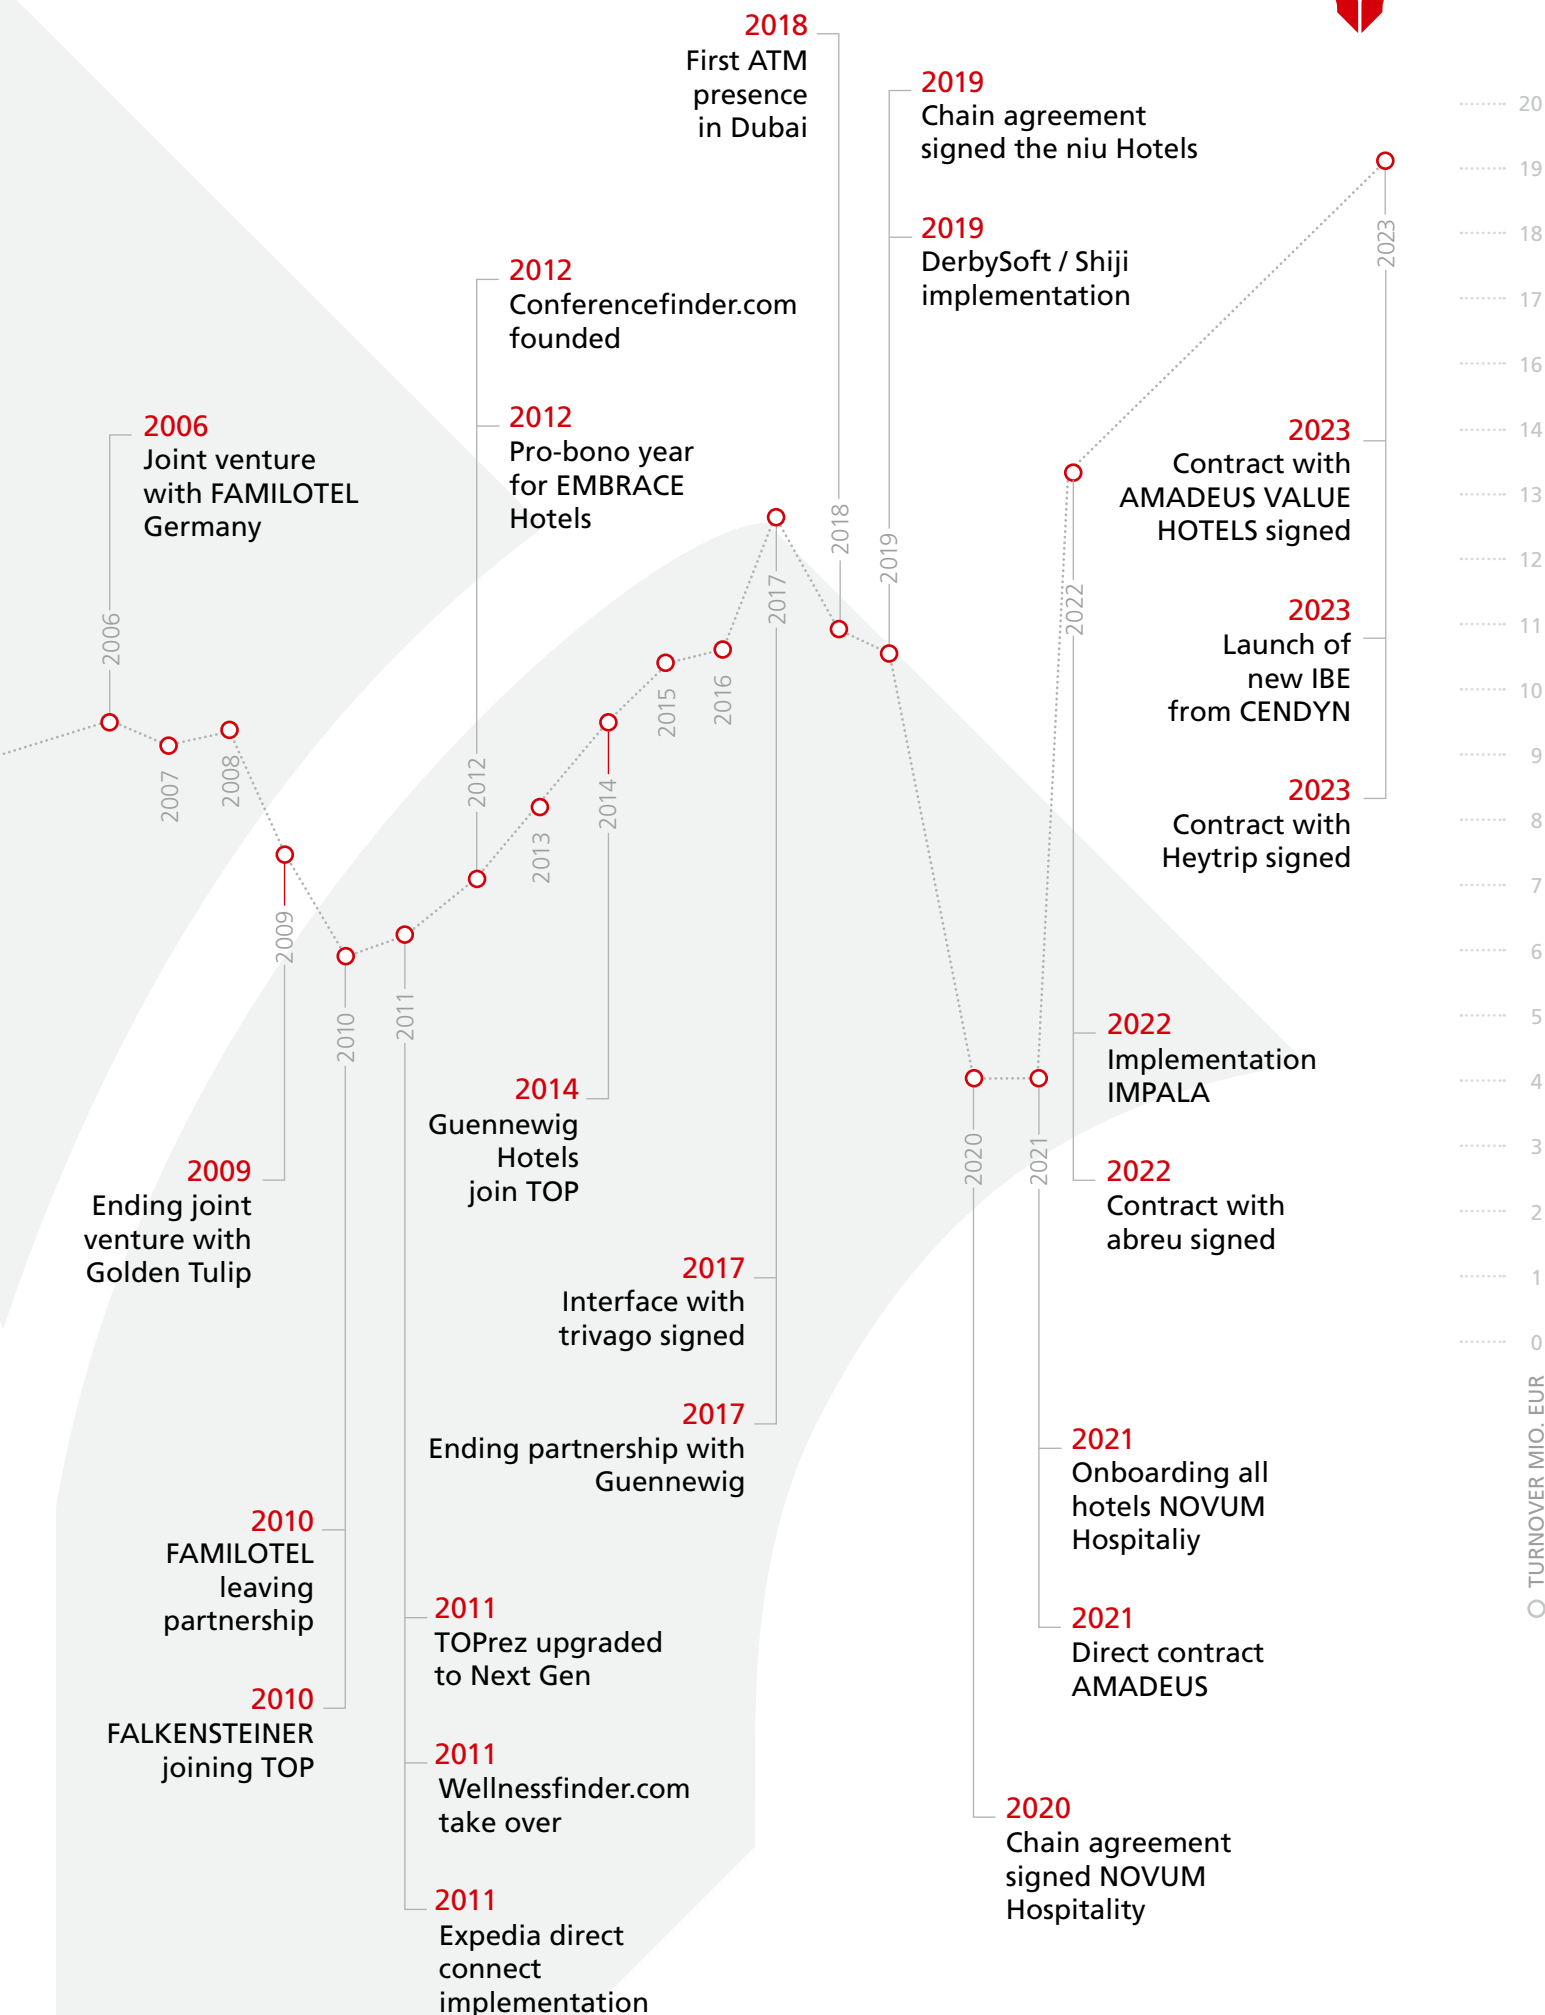 2018
First ATM
presence
in Dubai
2019
Chain agreement
signed the niu Hotels
2019
DerbySoft / Shiji
implementation
2012
Conferencefinder.com
founded
2012
Pro-bono year
for EMBRACE
Hotels
2006
Joint venture
with FAMILOTEL
Germany
2023
Contract with
AMADEUS VALUE
HOTELS signed
2023
Launch of
new IBE
from CENDYN
2023
Contract with
Heytrip signed
2006
2007
2008
2009
2010
2011
2012
2013
2014
2015
2016
2017
2018
2019
2020
2021
2022
2023
2022
Implementation
IMPALA
2022
Contract with
abreu signed
2014
Guennewig
Hotels
join TOP
2009
Ending joint
venture with
Golden Tulip
2017
Interface with
trivago signed
2017
Ending partnership with
Guennewig
2021
Onboarding all
hotels NOVUM
Hospitaliy
2021
Direct contract
AMADEUS
2010
FAMILOTEL
leaving
partnership
2010
FALKENSTEINER
joining TOP
2011
TOPrez upgraded
to Next Gen
2011
Wellnessfinder.com
take over
2011
Expedia direct
connect
implementation
2020
Chain agreement
signed NOVUM
Hospitality
20
19
18
17
16
14
13
12
11
10
9
8
7
6
5
4
3
2
1
0
TURNOVER MIO. EUR